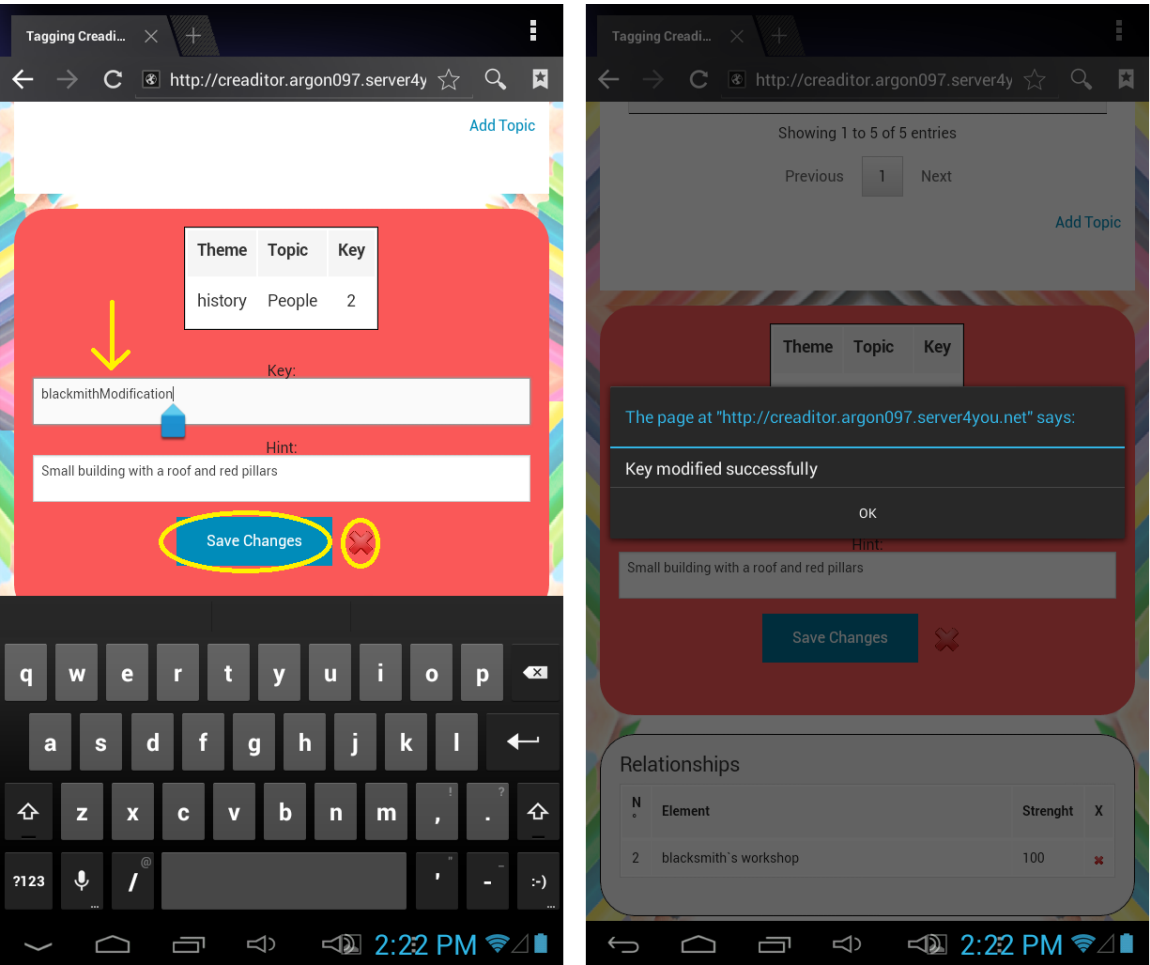 Tagging Creadi...
http://creaditor.argon097.server4y
Add Topic
Theme Topic Key
history People 2
Key:
blackmithModification
Hint:
Small building with a roof and red pillars
Save Changes
q w e r t y u i o p
a s d f g h j k l
z x c v b n m , ! . ?
?123 ... / @ ' " - _ :-) ...
2:22 PM
Tagging Creadi...
http://creaditor.argon097.server4y
Showing 1 to 5 of 5 entries
Previous 1 Next
Add Topic
Theme Topic Key
The page at "http://creaditor.argon097.server4you.net" says:
Key modified successfully
OK
Hint:
Small building with a roof and red pillars
Save Changes
Relationships
N° Element Strenght X
2 blacksmith`s workshop 100
2:22 PM